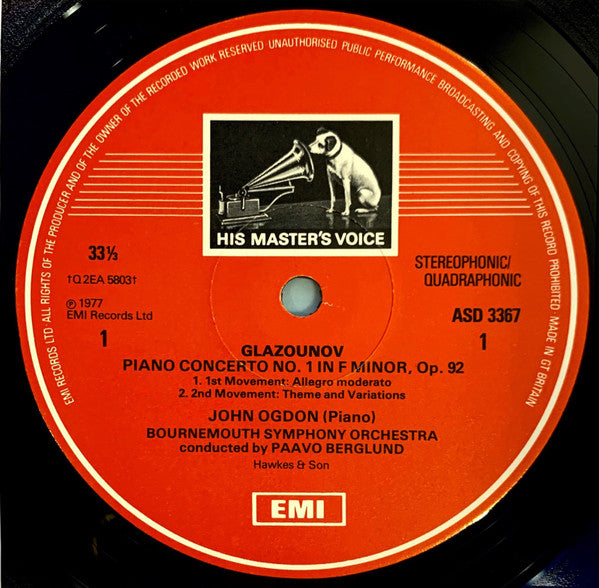 EMI RECORDS LTD·ALL RIGHTS OF THE PRODUCER AND OF THE OWNER OF THE RECORDED WORK RESERVED·UNAUTHORISED PUBLIC PERFORMANCE BROADCASTING AND COPYING OF THIS RECORD PROHIBITED·MADE IN GT BRITAIN
HIS MASTER'S VOICE
33⅓
STEREOPHONIC/
QUADRAPHONIC
†Q 2EA 5803†
℗ 1977
EMI Records Ltd
ASD 3367
1
1
GLAZOUNOV
PIANO CONCERTO NO. 1 IN F MINOR, Op. 92
1. 1st Movement: Allegro moderato
2. 2nd Movement: Theme and Variations
JOHN OGDON (Piano)
BOURNEMOUTH SYMPHONY ORCHESTRA
conducted by PAAVO BERGLUND
Hawkes & Son
EMI